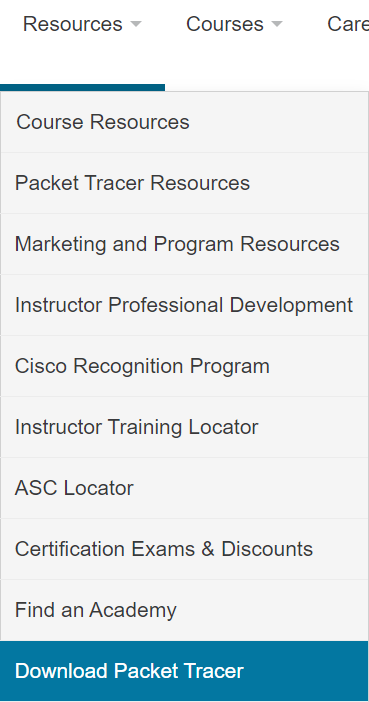 Resources
Courses
Care
Course Resources
Packet Tracer Resources
Marketing and Program Resources
Instructor Professional Development
Cisco Recognition Program
Instructor Training Locator
ASC Locator
Certification Exams & Discounts
Find an Academy
Download Packet Tracer